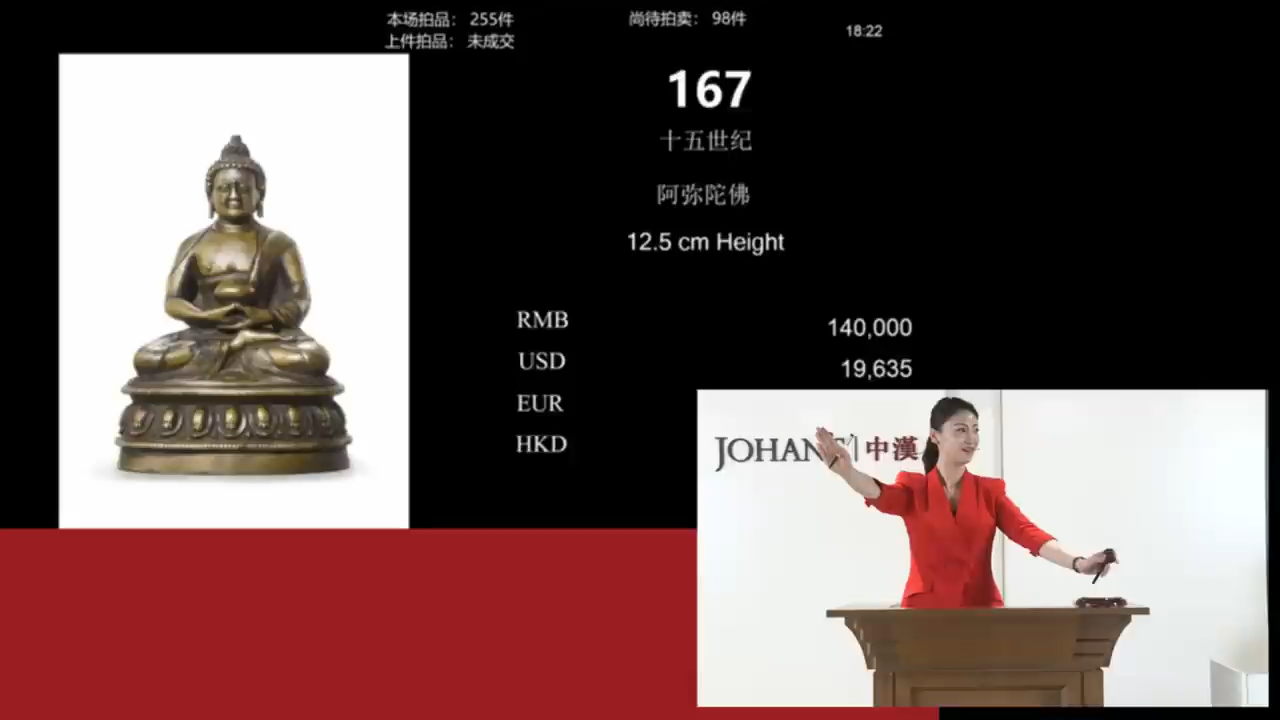 本场拍品： 255件
尚待拍卖： 98件
上件拍品： 未成交
18:22
167
十五世纪
阿弥陀佛
12.5 cm Height
RMB 140,000
USD 19,635
EUR
HKD
中漢